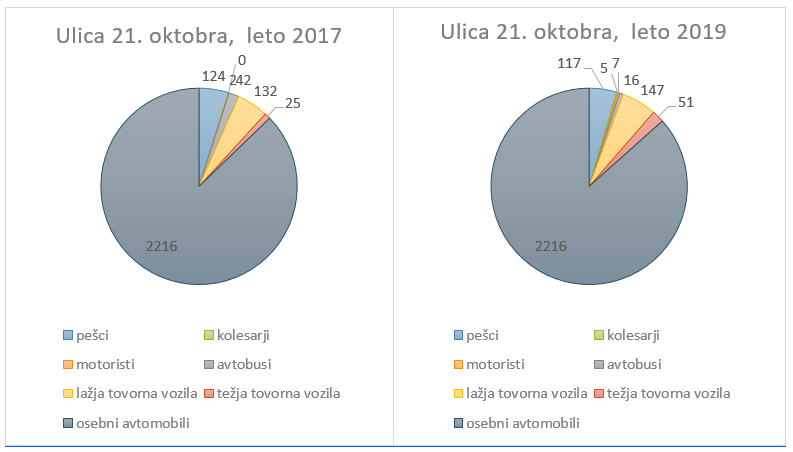 Ulica 21. oktobra, leto 2017
0
124 2 42
132
25
2216
pešci kolesarji
motoristi avtobusi
lažja tovorna vozila težja tovorna vozila
osebni avtomobili
Ulica 21. oktobra, leto 2019
117 5 7
16
147
51
2216
pešci kolesarji
motoristi avtobusi
lažja tovorna vozila težja tovorna vozila
osebni avtomobili